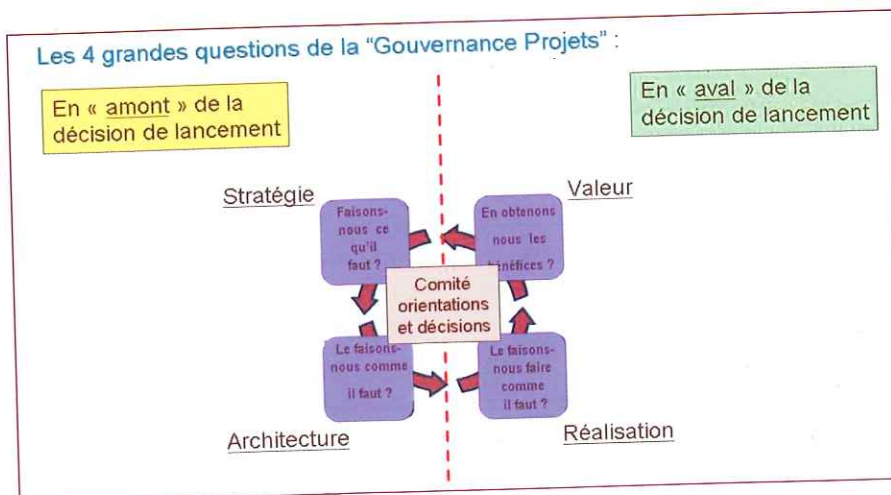 Les 4 grandes questions de la “Gouvernance Projets” :
En « amont » de la
décision de lancement
En « aval » de la
décision de lancement
Stratégie
Valeur
Faisons-
nous ce
qu'il
faut ?
En obtenons
nous les
bénéfices ?
Comité
orientations
et décisions
Le faisons-
nous comme
il faut ?
Le faisons-
nous faire
comme
il faut ?
Architecture
Réalisation